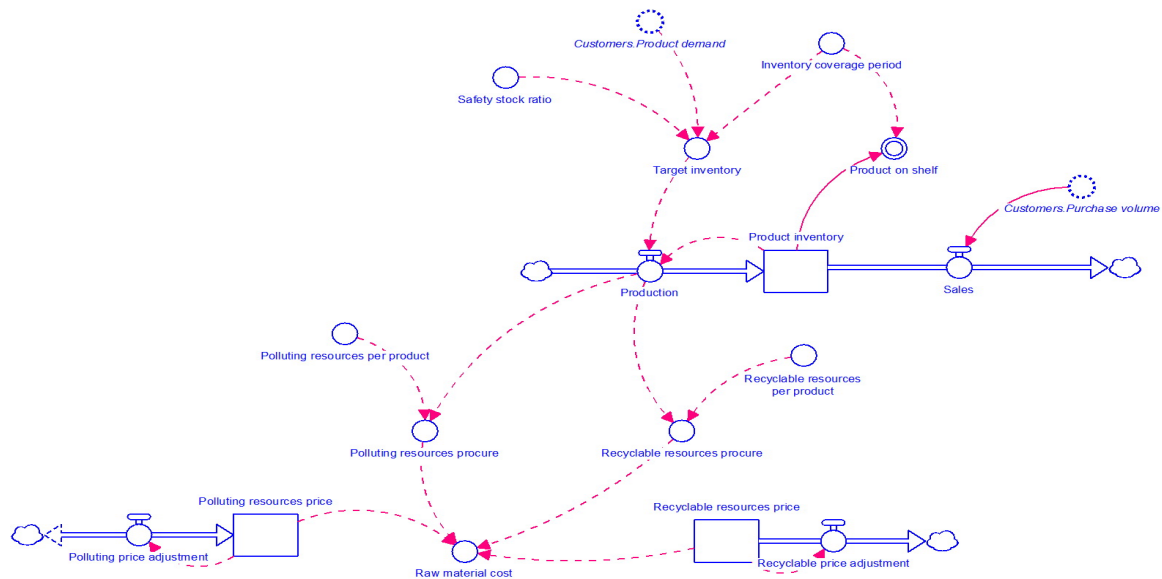 Customers.Product demand
Inventory coverage period
Safety stock ratio
Target inventory
Product on shelf
Customers.Purchase volume
Product inventory
Production
Sales
Polluting resources per product
Recyclable resources
per product
Polluting resources procure
Recyclable resources procure
Polluting resources price
Recyclable resources price
Polluting price adjustment
Recyclable price adjustment
Raw material cost